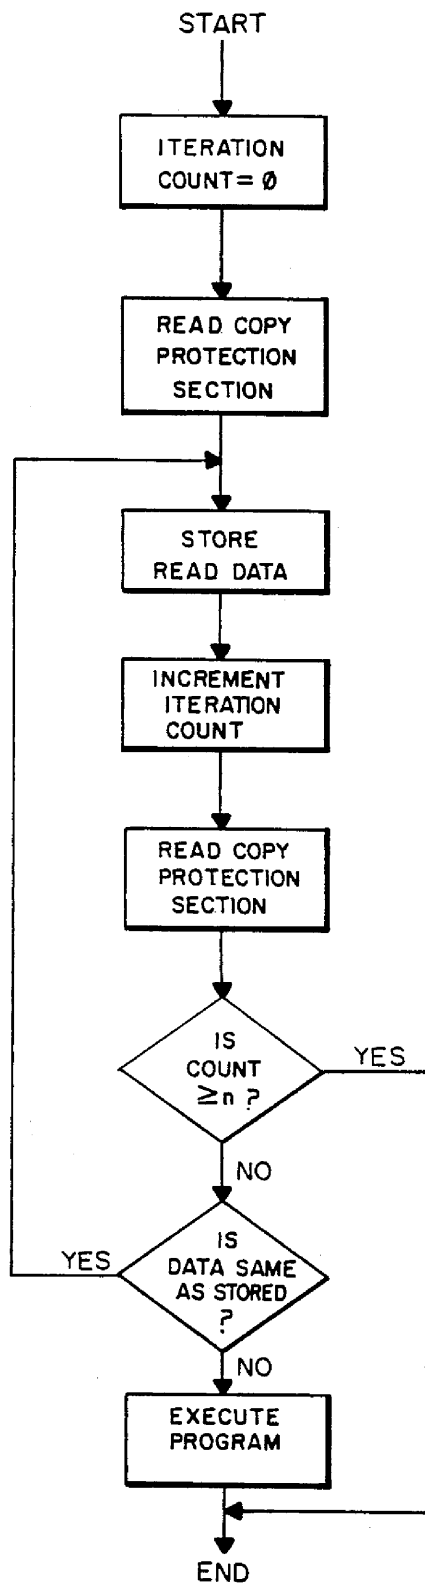 START
ITERATION
COUNT = Ø
READ COPY
PROTECTION
SECTION
STORE
READ DATA
INCREMENT
ITERATION
COUNT
READ COPY
PROTECTION
SECTION
IS
COUNT
≥n ?
YES
NO
IS
DATA SAME
AS STORED
?
YES
NO
EXECUTE
PROGRAM
END